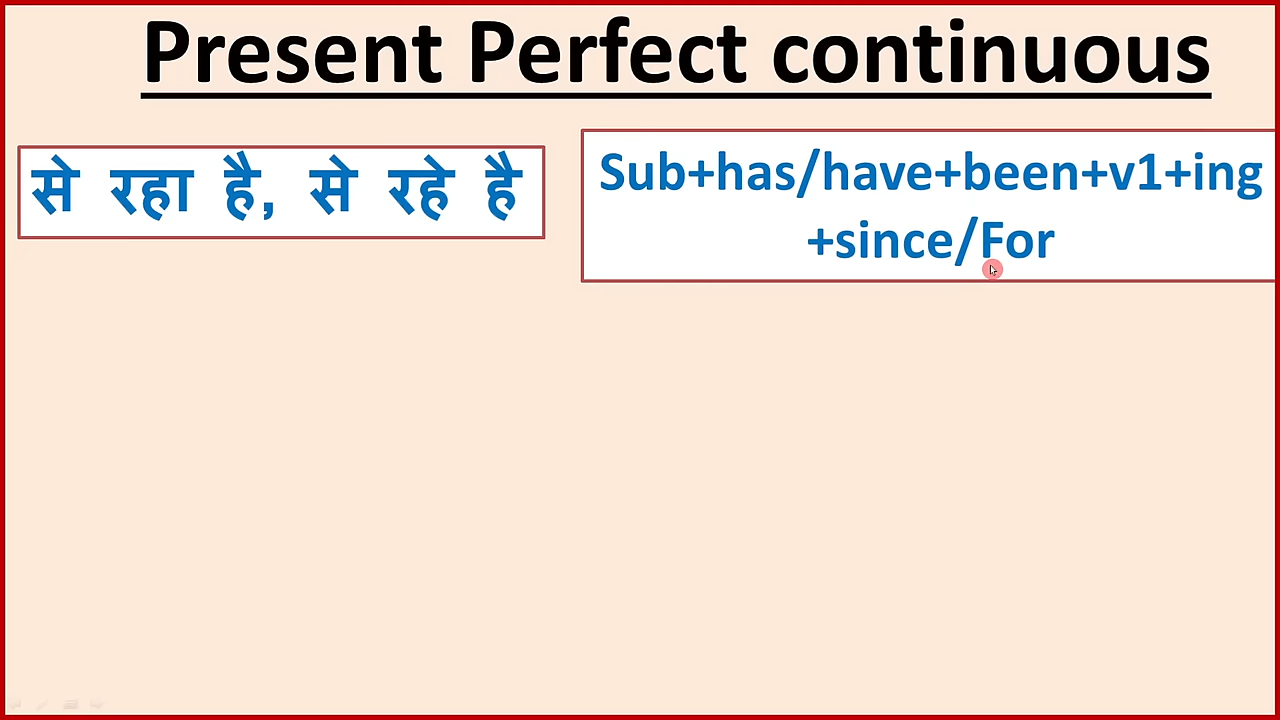 Present Perfect continuous
से रहा है, से रहे है
Sub+has/have+been+v1+ing
+since/For